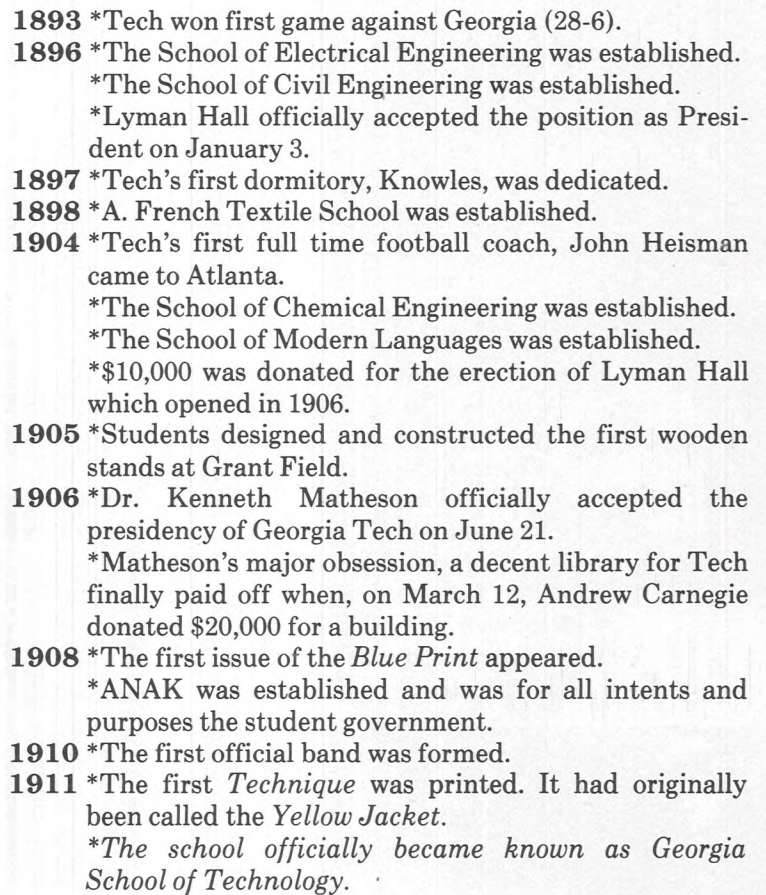 1893 *Tech won first game against Georgia (28-6).
1896 *The School of Electrical Engineering was established.
*The School of Civil Engineering was established.
*Lyman Hall officially accepted the position as Presi-
dent on January 3.
1897 *Tech's first dormitory, Knowles, was dedicated.
1898 *A. French Textile School was established.
1904 *Tech's first full time football coach, John Heisman
came to Atlanta.
*The School of Chemical Engineering was established.
*The School of Modern Languages was established.
*$10,000 was donated for the erection of Lyman Hall
which opened in 1906.
1905 *Students designed and constructed the first wooden
stands at Grant Field.
1906 *Dr. Kenneth Matheson officially accepted the
presidency of Georgia Tech on June 21.
*Matheson's major obsession, a decent library for Tech
finally paid off when, on March 12, Andrew Carnegie
donated $20,000 for a building.
1908 *The first issue of the Blue Print appeared.
*ANAK was established and was for all intents and
purposes the student government.
1910 *The first official band was formed.
1911 *The first Technique was printed. It had originally
been called the Yellow Jacket.
*The school officially became known as Georgia
School of Technology.